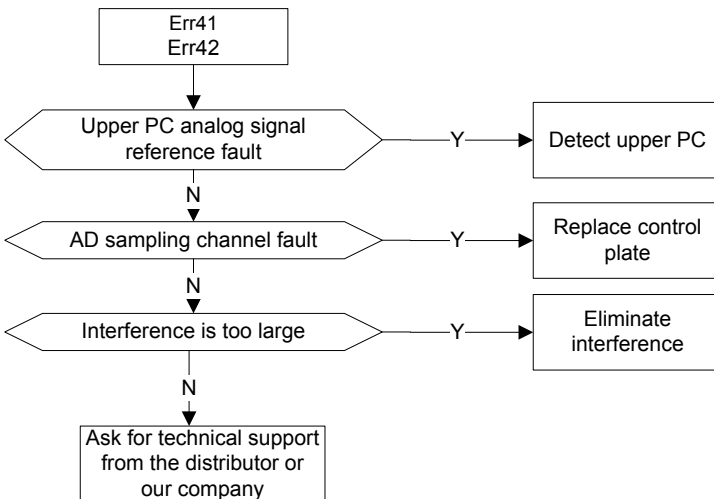 Err41
Err42
Upper PC analog signal
reference fault
Y
Detect upper PC
N
AD sampling channel fault
Y
Replace control
plate
N
Interference is too large
Y
Eliminate
interference
N
Ask for technical support
from the distributor or
our company